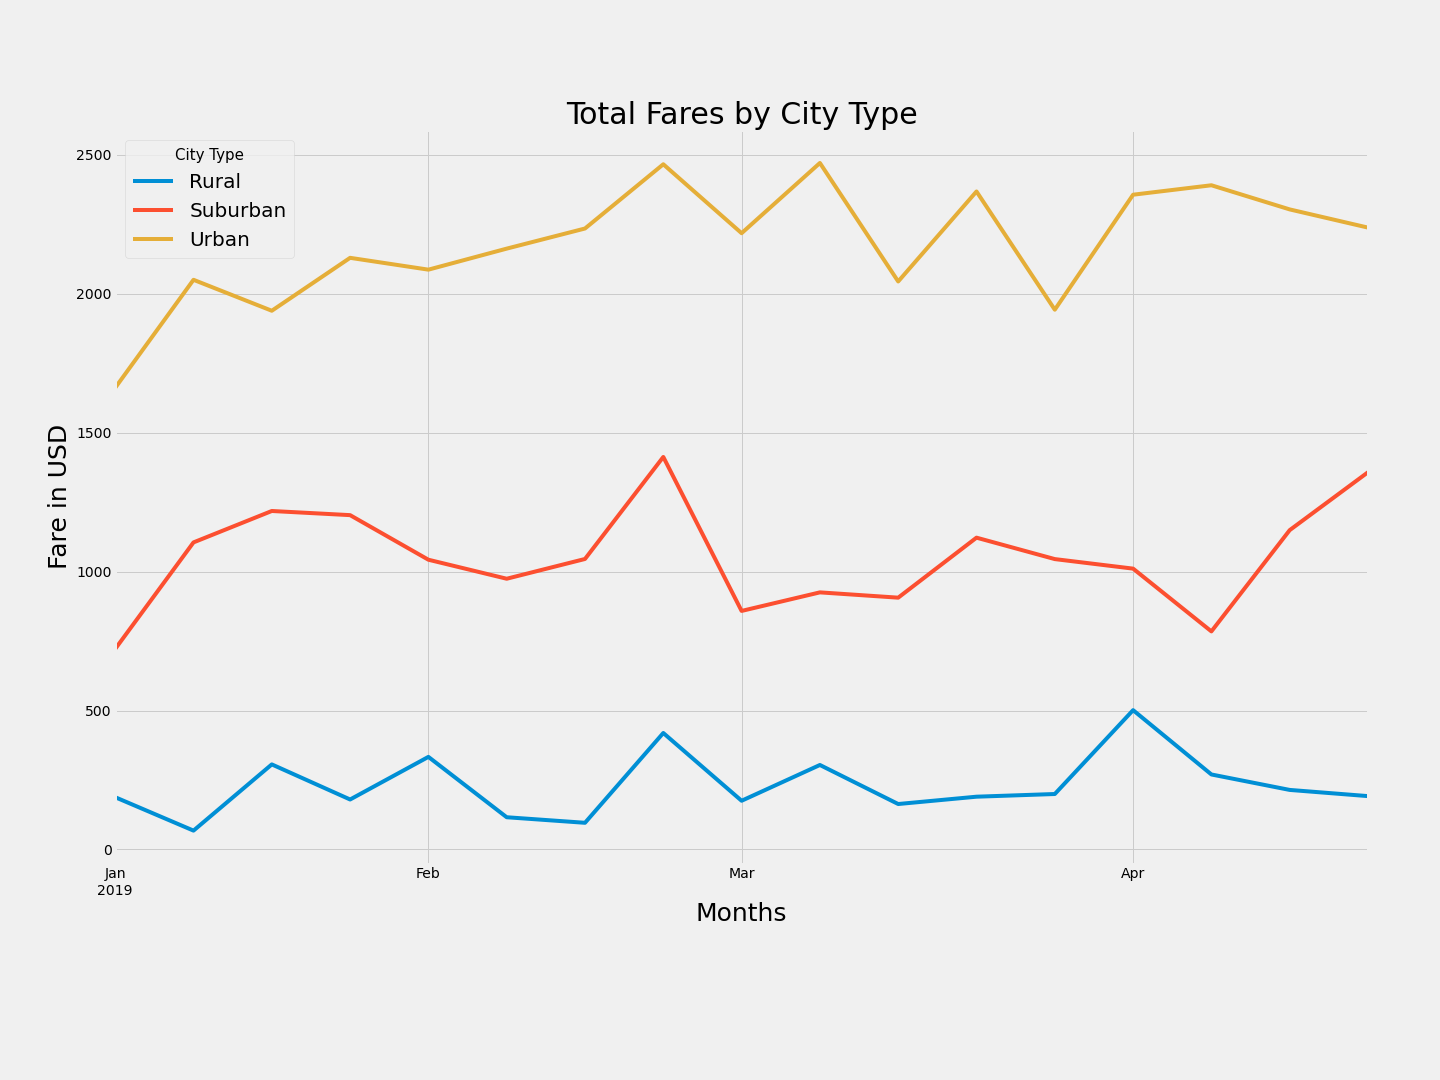 Total Fares by City Type
City Type
Rural
Suburban
Urban
Fare in USD
2500
2000
1500
1000
500
0
Jan
2019
Feb
Mar
Apr
Months